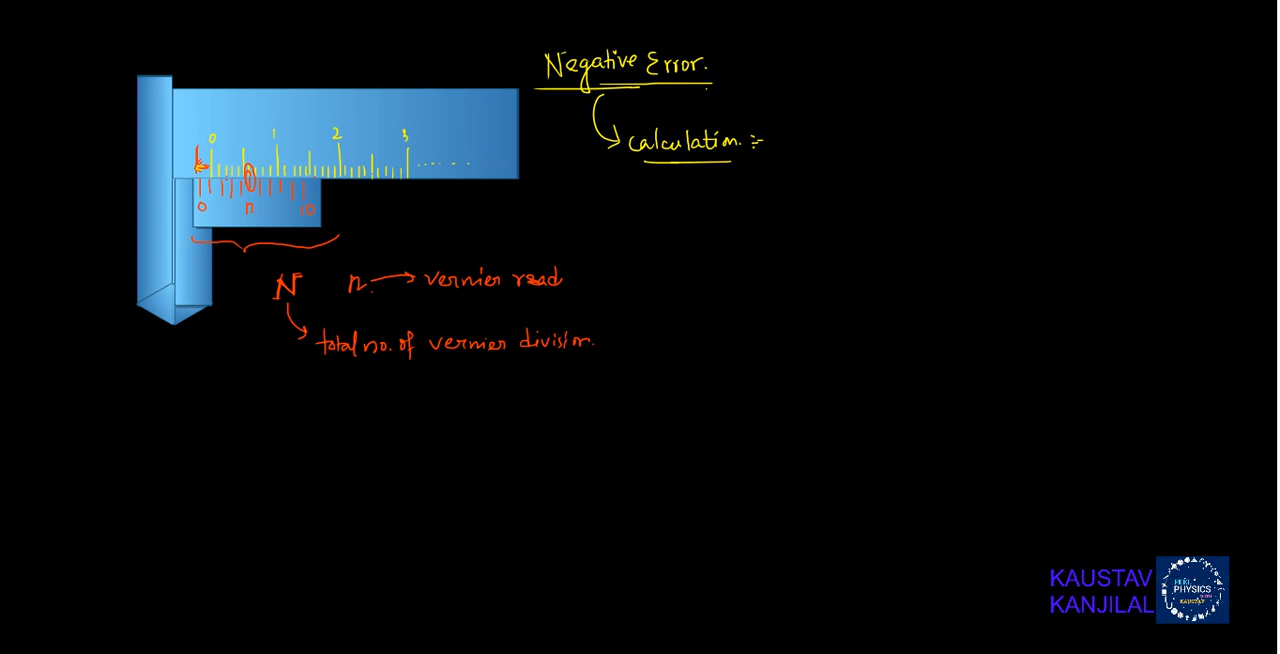 Negative Error.
calculation :-
0 1 2 3 ......
0 n 10
N n. → vernier read
total no. of vernier division.
KAUSTAV
KANJILAL
PHYSICS
KAUSTAV